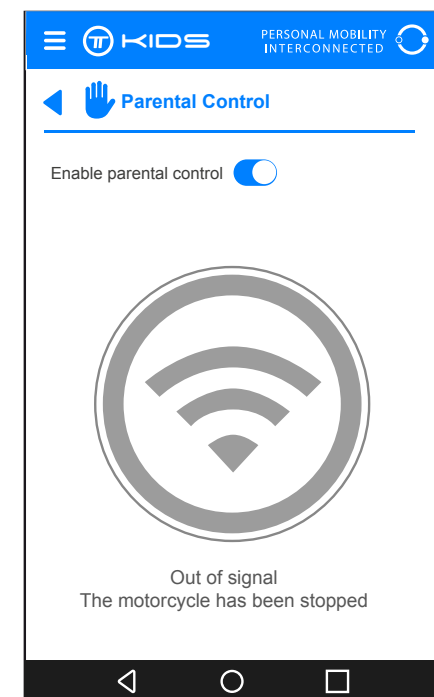 KIDS
PERSONAL MOBILITY
INTERCONNECTED
Parental Control
Enable parental control
Out of signal
The motorcycle has been stopped